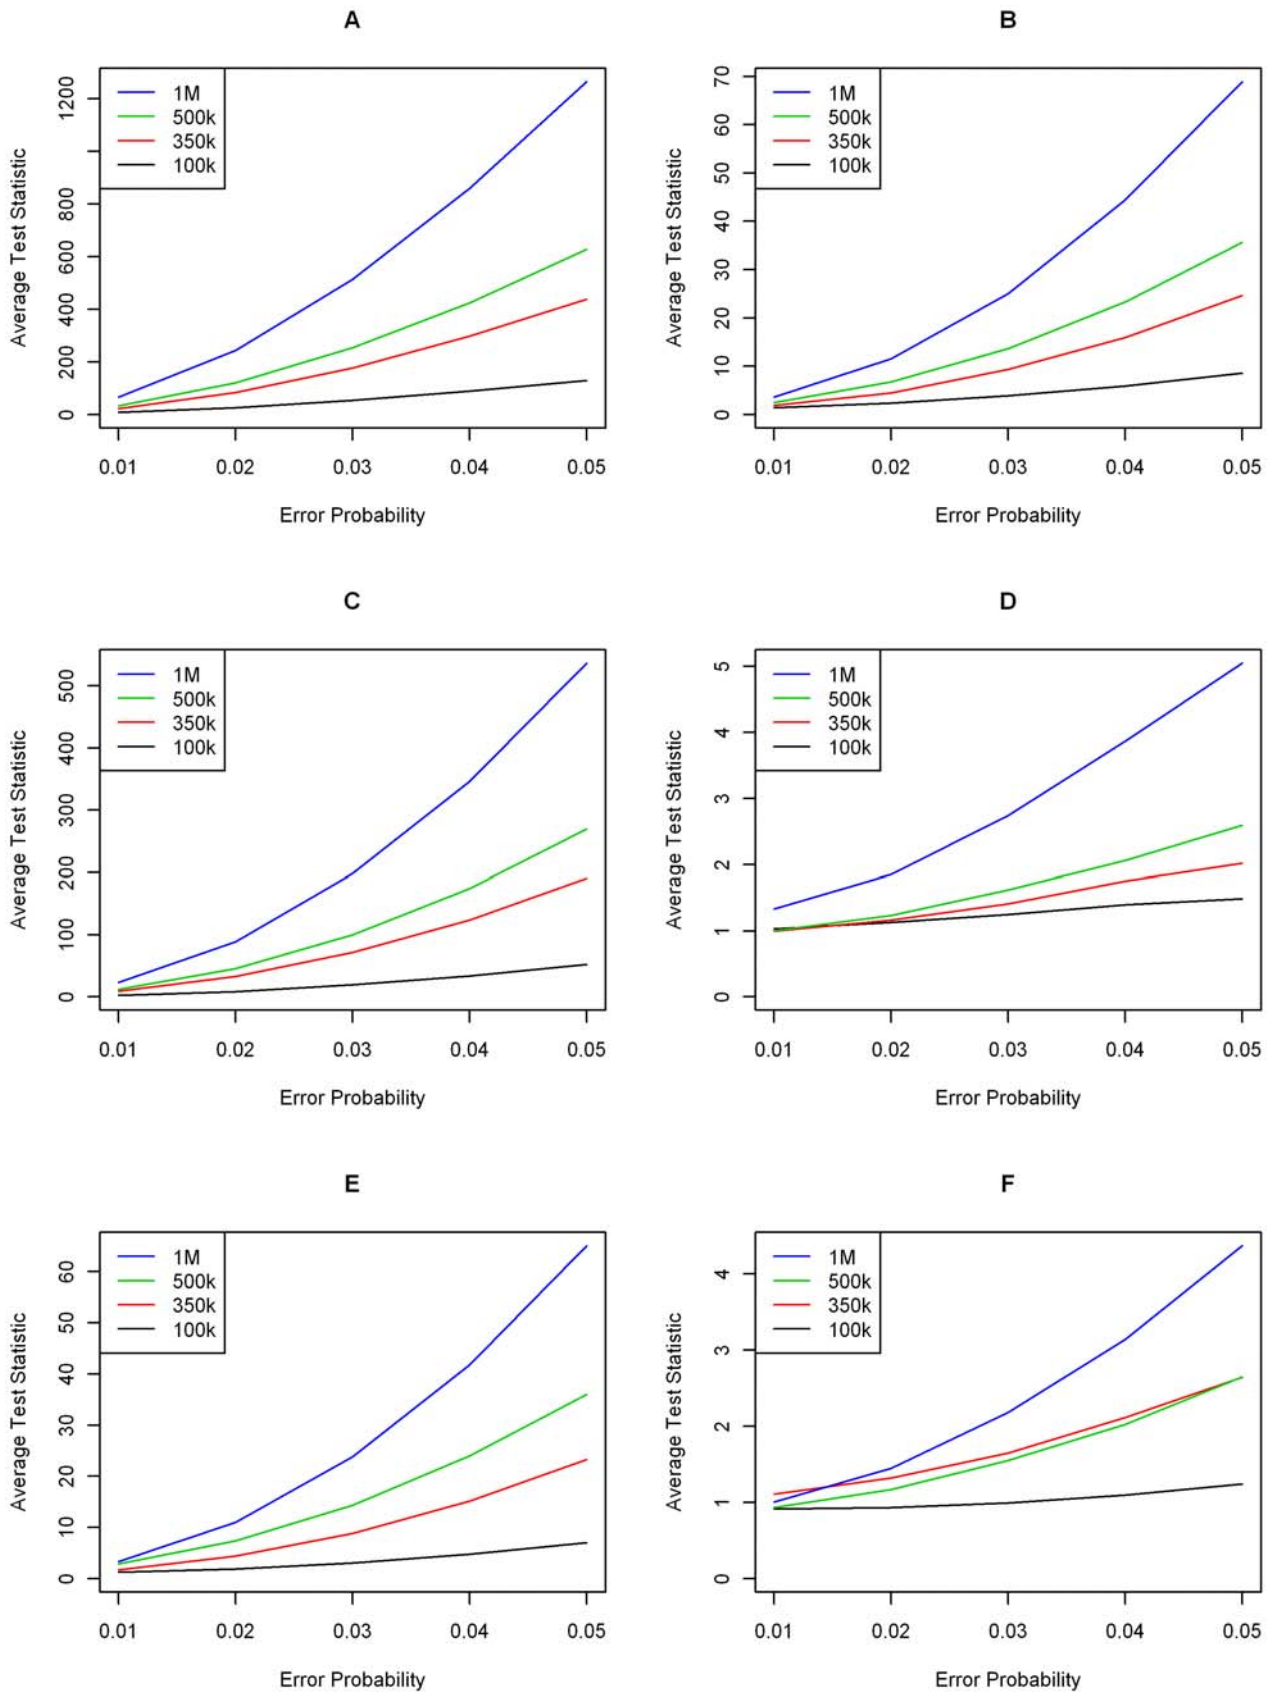 A
1M
500k
350k
100k
Average Test Statistic
0 200 400 600 800 1200
0.01 0.02 0.03 0.04 0.05
Error Probability
B
1M
500k
350k
100k
Average Test Statistic
0 10 20 30 40 50 60 70
0.01 0.02 0.03 0.04 0.05
Error Probability
C
1M
500k
350k
100k
Average Test Statistic
0 100 200 300 400 500
0.01 0.02 0.03 0.04 0.05
Error Probability
D
1M
500k
350k
100k
Average Test Statistic
0 1 2 3 4 5
0.01 0.02 0.03 0.04 0.05
Error Probability
E
1M
500k
350k
100k
Average Test Statistic
0 10 20 30 40 50 60
0.01 0.02 0.03 0.04 0.05
Error Probability
F
1M
500k
350k
100k
Average Test Statistic
0 1 2 3 4
0.01 0.02 0.03 0.04 0.05
Error Probability